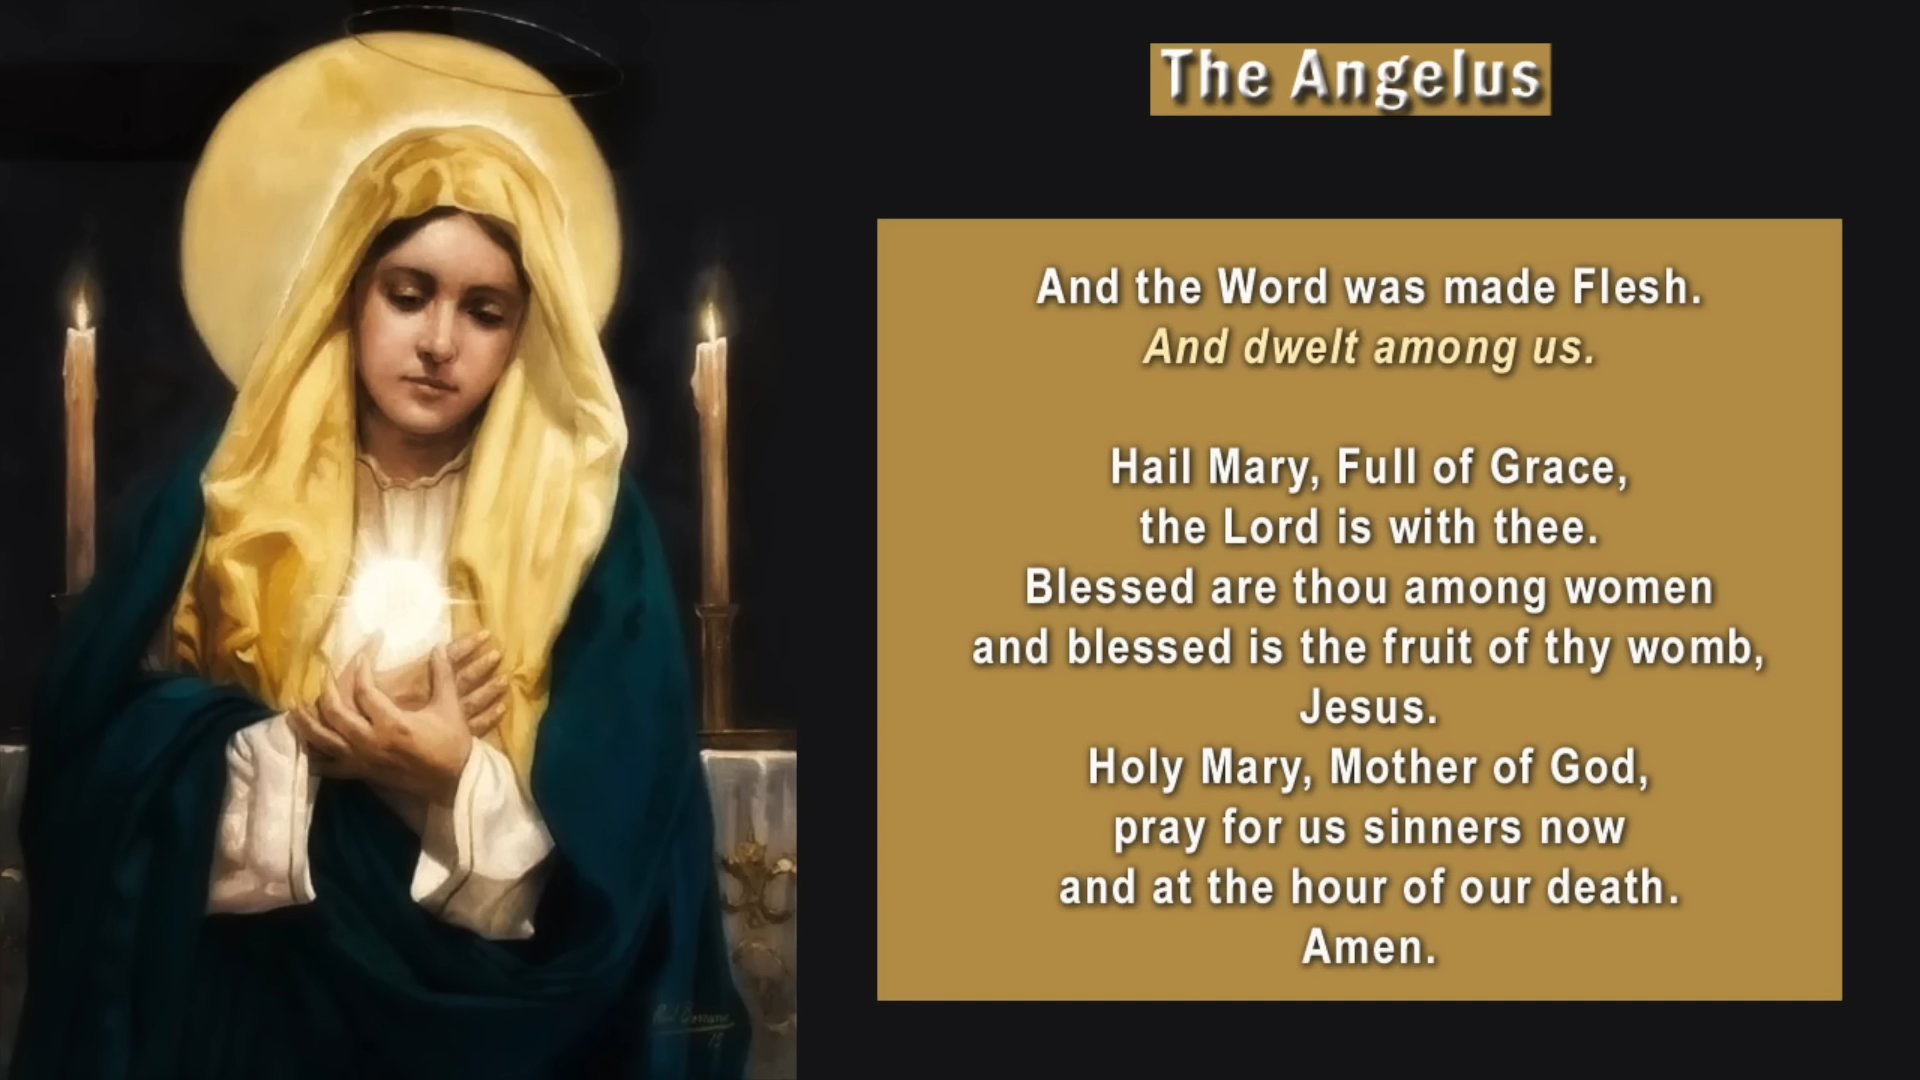 The Angelus
And the Word was made Flesh.
And dwelt among us.
Hail Mary, Full of Grace,
the Lord is with thee.
Blessed are thou among women
and blessed is the fruit of thy womb,
Jesus.
Holy Mary, Mother of God,
pray for us sinners now
and at the hour of our death.
Amen.